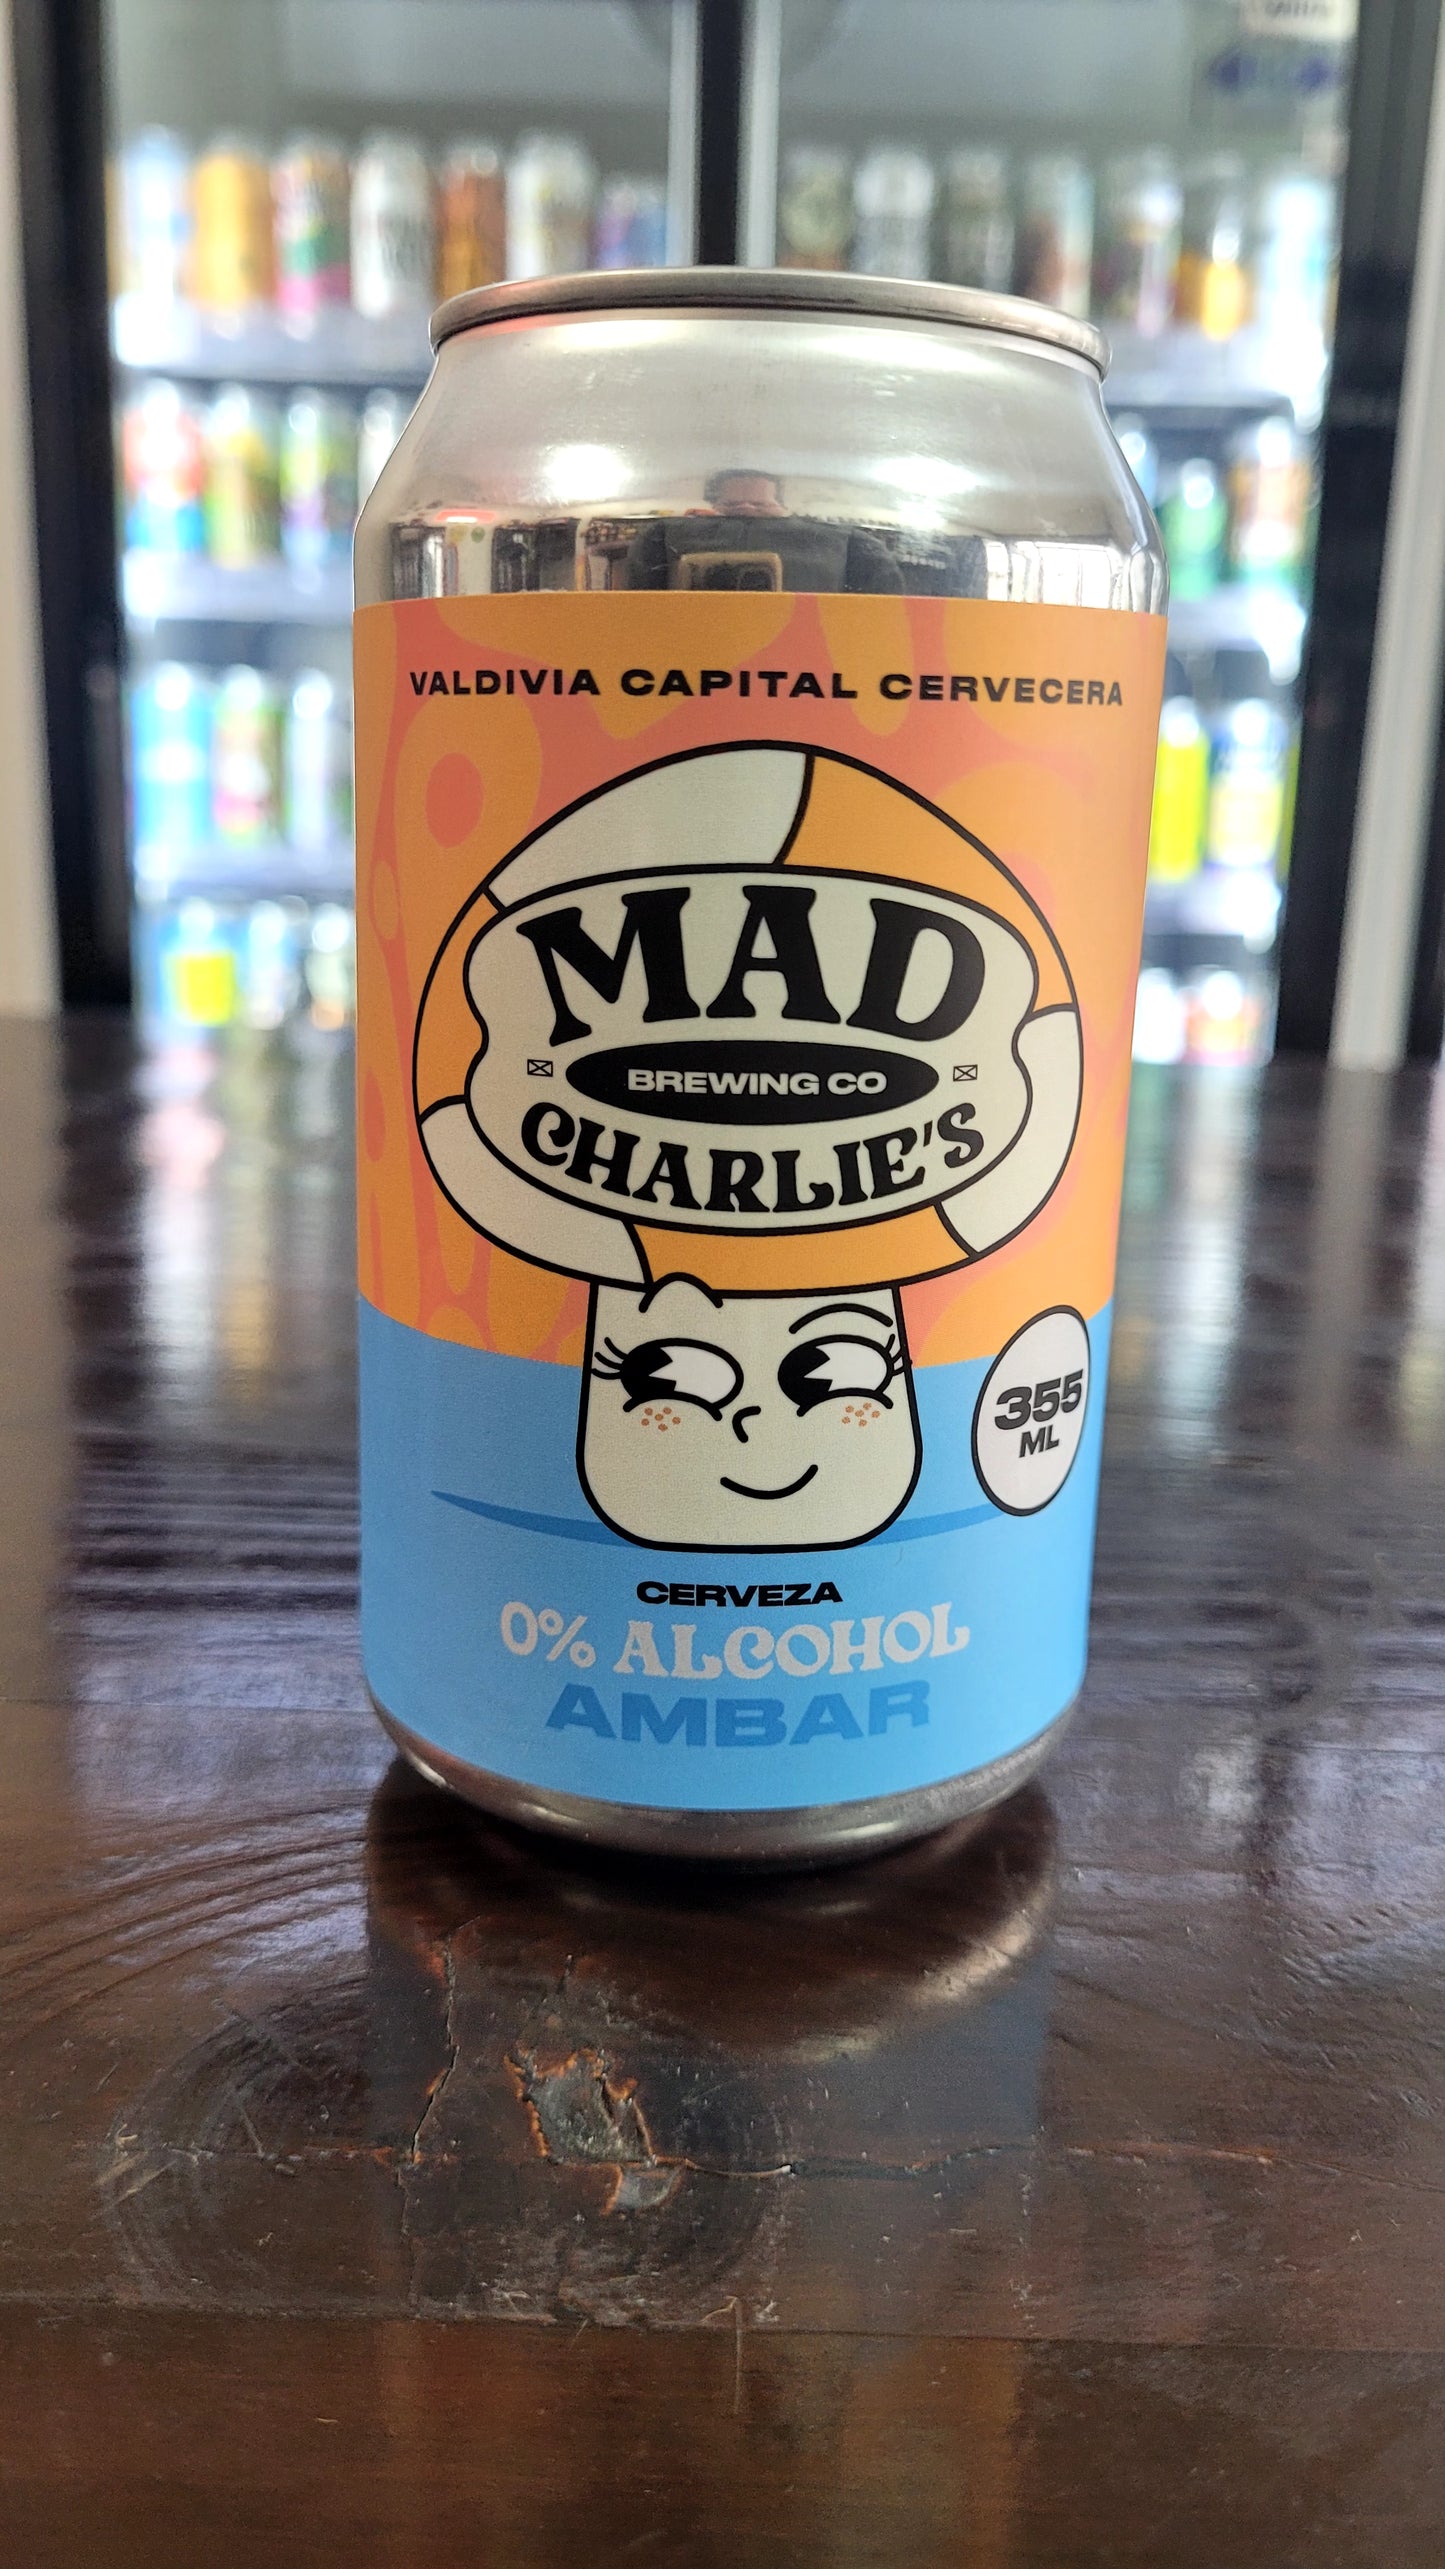 VALDIVIA CAPITAL CERVECERA
MAD
BREWING CO
CHARLIE'S
355
ML
CERVEZA
0% ALCOHOL
AMBAR